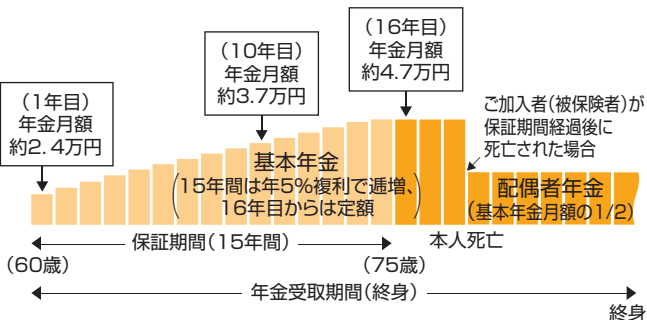 (1年目)
年金月額
約2.4万円
(10年目)
年金月額
約3.7万円
(16年目)
年金月額
約4.7万円
ご加入者(被保険者)が
保証期間経過後に
死亡された場合
基本年金
(15年間は年5%複利で逓増、
16年目からは定額)
配偶者年金
(基本年金月額の1/2)
保証期間(15年間)
本人死亡
(60歳)
(75歳)
年金受取期間(終身)
終身